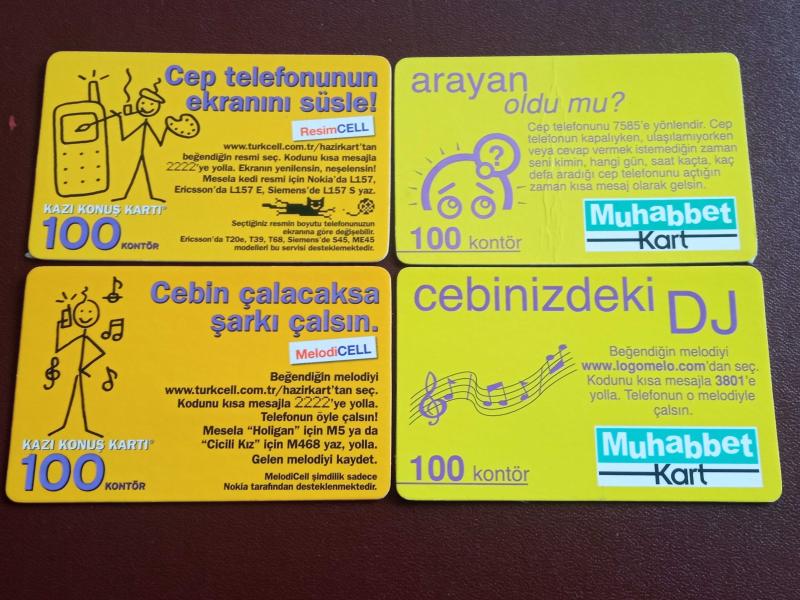 Cep telefonunun
ekranını süsle!
ResimCELL
www.turkcell.com.tr/hazirkart'tan
beğendiğin resmi seç. Kodunu kısa mesajla
2222'ye yolla. Ekranın yenilensin, neşelensin!
Mesela kedi resmi için Nokia'da L157,
Ericsson'da L157 E, Siemens'de L157 S yaz.
Seçtiğiniz resmin boyutu telefonunuzun
ekranına göre değişebilir.
Ericsson'da T20e, T39, T68, Siemens'de S45, ME45
modelleri bu servisi desteklemektedir.
KAZI KONUŞ KARTI®
100 KONTÖR
arayan
oldu mu?
Cep telefonunu 7585'e yönlendir. Cep
telefonun kapalıyken, ulaşılamıyorken
veya cevap vermek istemediğin zaman
seni kimin, hangi gün, saat kaçta, kaç
defa aradığı cep telefonunu açtığın
zaman kısa mesaj olarak gelsin.
?
100 kontör
Muhabbet
Kart
Cebin çalacaksa
şarkı çalsın.
MelodiCELL
Beğendiğin melodiyi
www.turkcell.com.tr/hazirkart'tan seç.
Kodunu kısa mesajla 2222'ye yolla.
Telefonun öyle çalsın!
Mesela "Holigan" için M5 ya da
"Cicili Kız" için M468 yaz, yolla.
Gelen melodiyi kaydet.
MelodiCell şimdilik sadece
Nokia tarafından desteklenmektedir.
KAZI KONUŞ KARTI®
100 KONTÖR
cebinizdeki DJ
Beğendiğin melodiyi
www.logomelo.com'dan seç.
Kodunu kısa mesajla 3801'e
yolla. Telefonun o melodiyle
çalsın.
100 kontör
Muhabbet
Kart